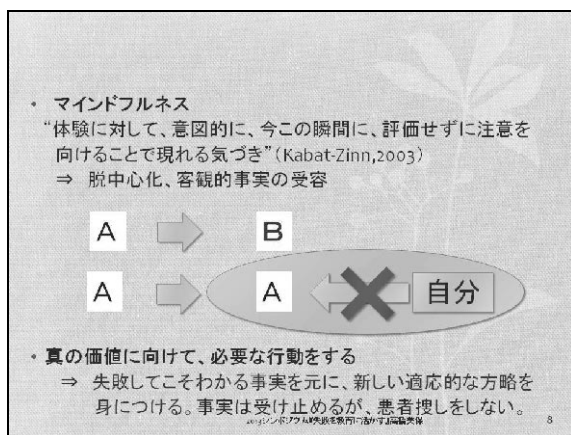 ・ マインドフルネス
“体験に対して、意図的に、今この瞬間に、評価せずに注意を
向けることで現れる気づき”(Kabat-Zinn,2003)
⇒ 脱中心化、客観的事実の受容
A B
A A 自分
・真の価値に向けて、必要な行動をする
⇒ 失敗してこそわかる事実を元に、新しい適応的な方略を
身につける。事実は受け止めるが、悪者捜しをしない。
8